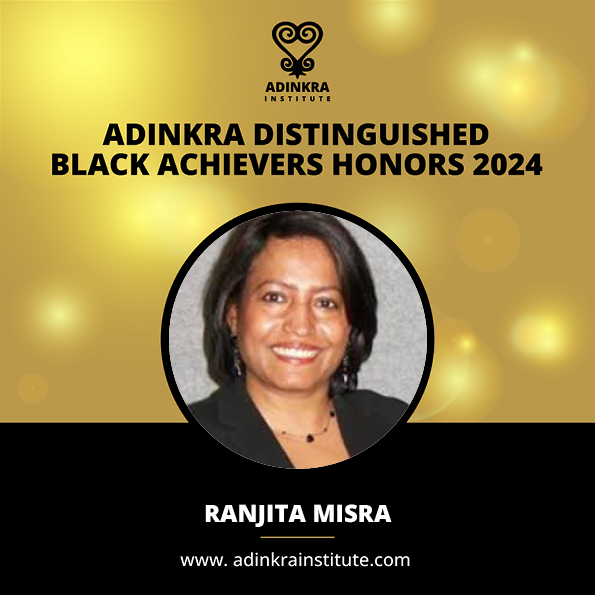 ADINKRA
INSTITUTE
ADINKRA DISTINGUISHED
BLACK ACHIEVERS HONORS 2024
RANJITA MISRA
www. adinkrainstitute.com